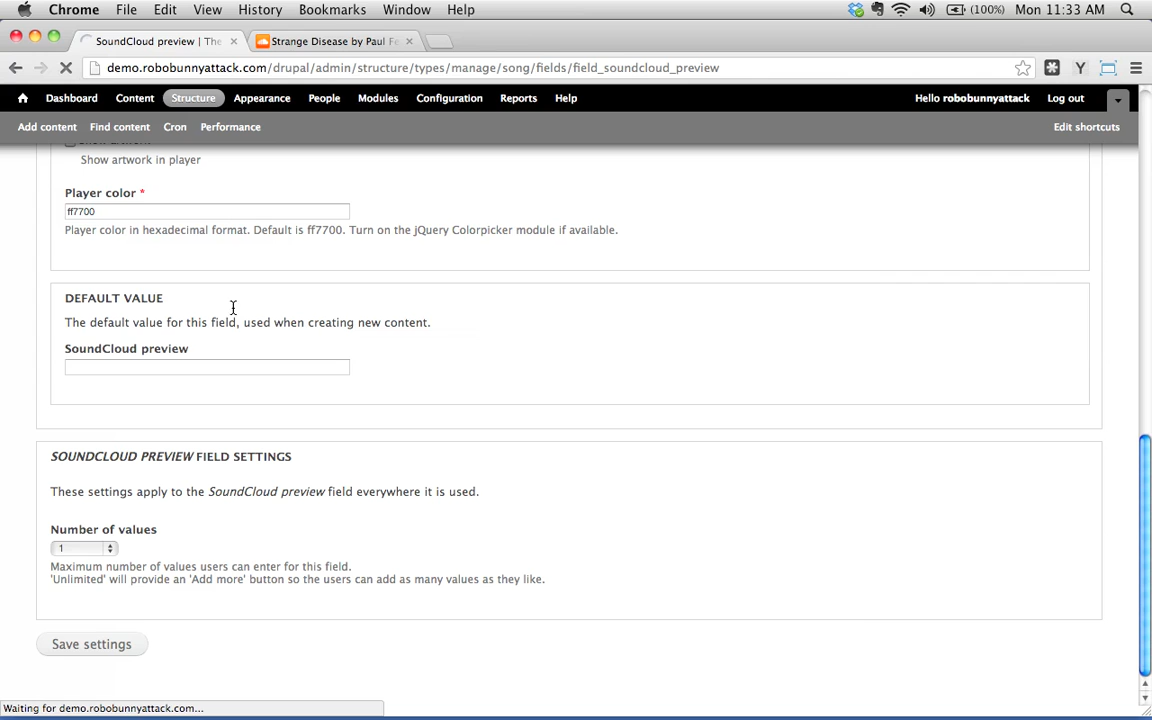 Chrome File Edit View History Bookmarks Window Help (100%) Mon 11:33 AM
SoundCloud preview | The Strange Disease by Paul Fe
demo.robobunnyattack.com/drupal/admin/structure/types/manage/song/fields/field_soundcloud_preview
Dashboard Content Structure Appearance People Modules Configuration Reports Help Hello robobunnyattack Log out
Add content Find content Cron Performance Edit shortcuts
Show artwork in player
Player color *
ff7700
Player color in hexadecimal format. Default is ff7700. Turn on the jQuery Colorpicker module if available.
DEFAULT VALUE
The default value for this field, used when creating new content.
SoundCloud preview
SOUNDCLOUD PREVIEW FIELD SETTINGS
These settings apply to the SoundCloud preview field everywhere it is used.
Number of values
1
Maximum number of values users can enter for this field.
'Unlimited' will provide an 'Add more' button so the users can add as many values as they like.
Save settings
Waiting for demo.robobunnyattack.com...